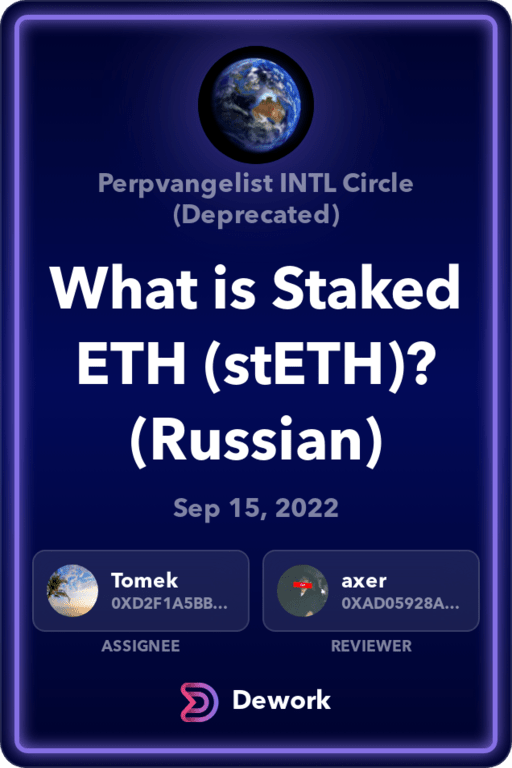 Perpvangelist INTL Circle
(Deprecated)
What is Staked
ETH (stETH)?
(Russian)
Sep 15, 2022
Tomek
0XD2F1A5BB...
ASSIGNEE
axer
0XAD05928A...
REVIEWER
Dework